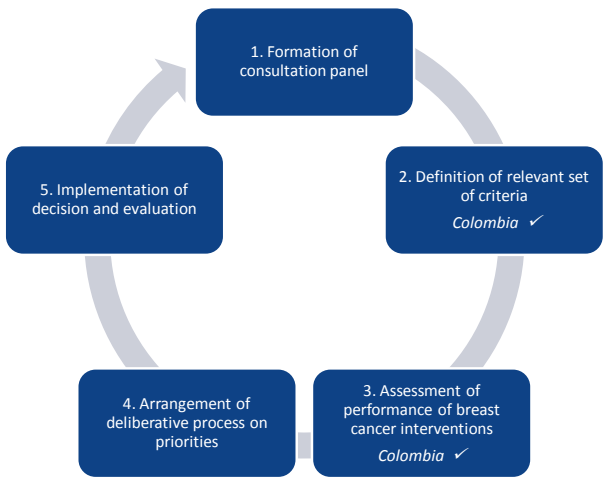 1. Formation of
consultation panel
2. Definition of relevant set
of criteria
Colombia ✓
3. Assessment of
performance of breast
cancer interventions
Colombia ✓
4. Arrangement of
deliberative process on
priorities
5. Implementation of
decision and evaluation